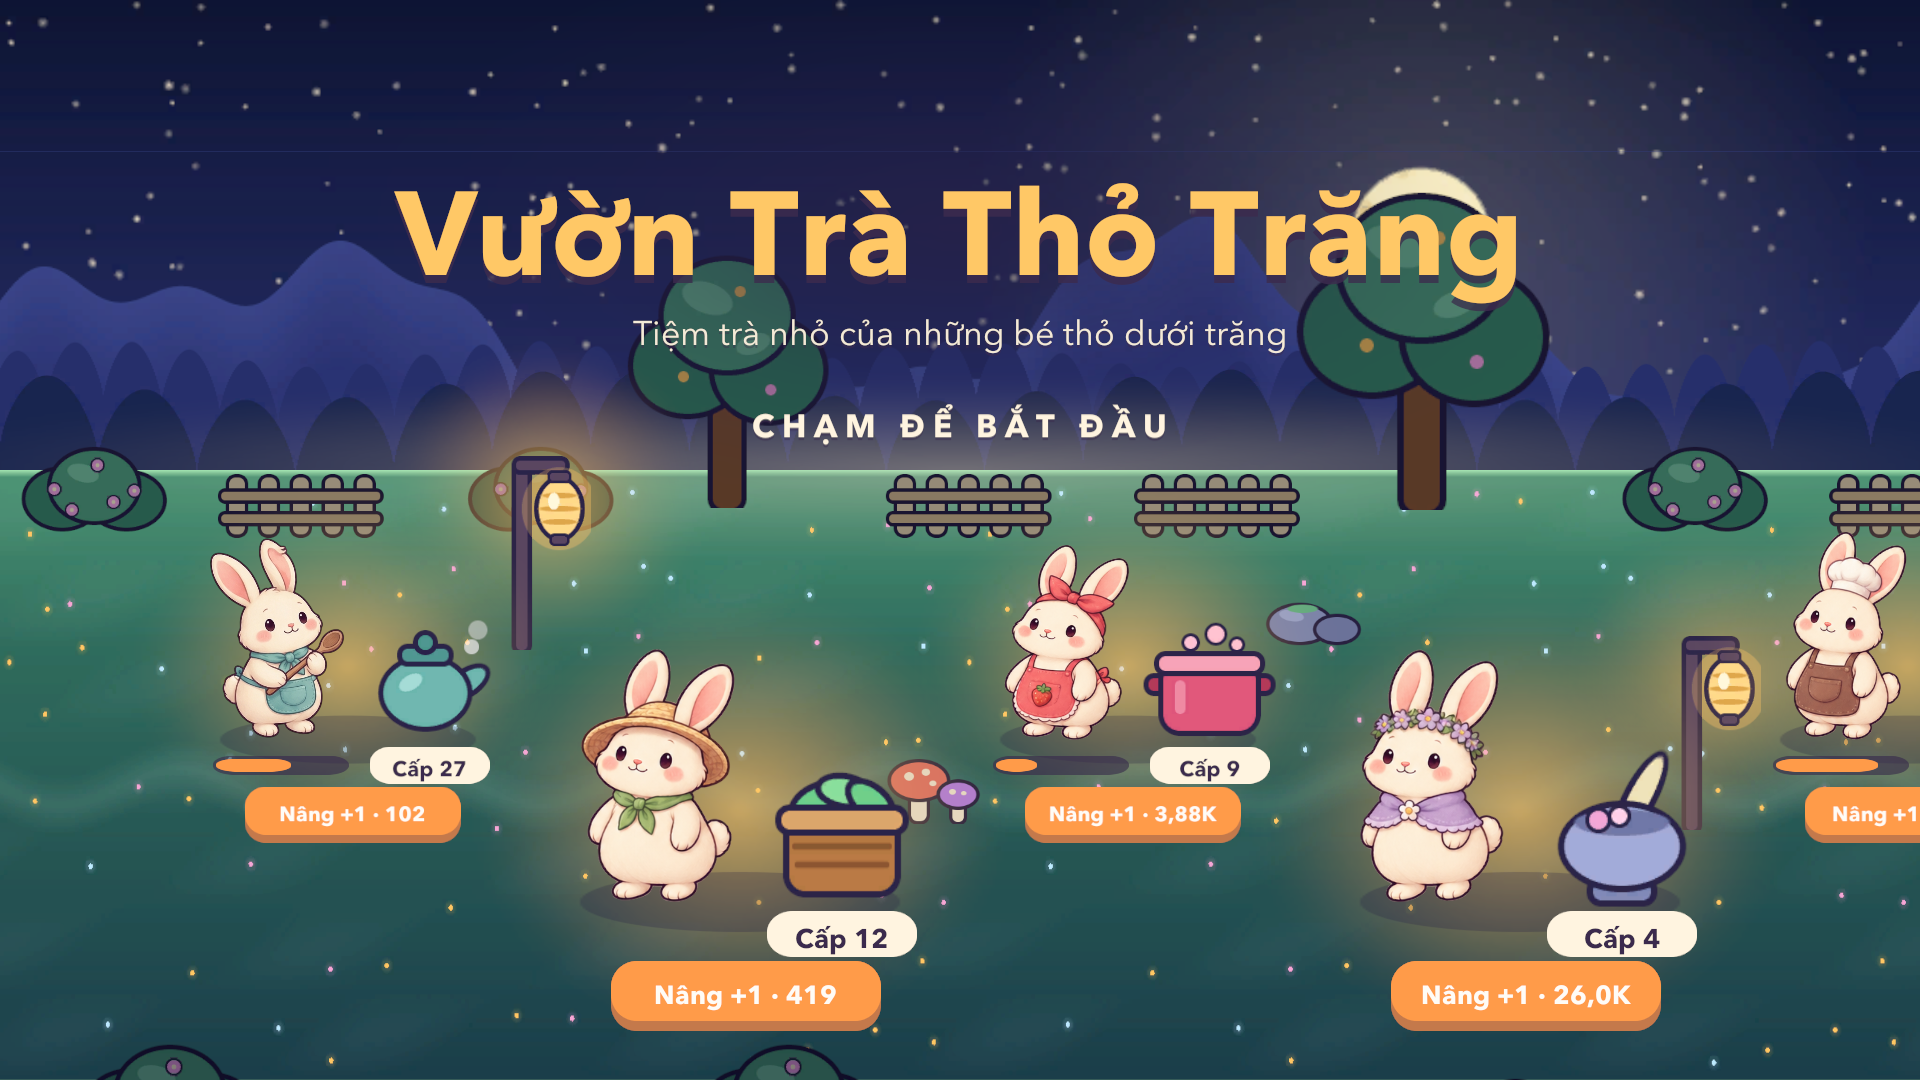 Vườn Trà Thỏ Trăng
Tiệm trà nhỏ của những bé thỏ dưới trăng
CHẠM ĐỂ BẮT ĐẦU
Cấp 27
Nâng +1 · 102
Cấp 9
Nâng +1 · 3,88K
Nâng +1
Cấp 12
Nâng +1 · 419
Cấp 4
Nâng +1 · 26,0K